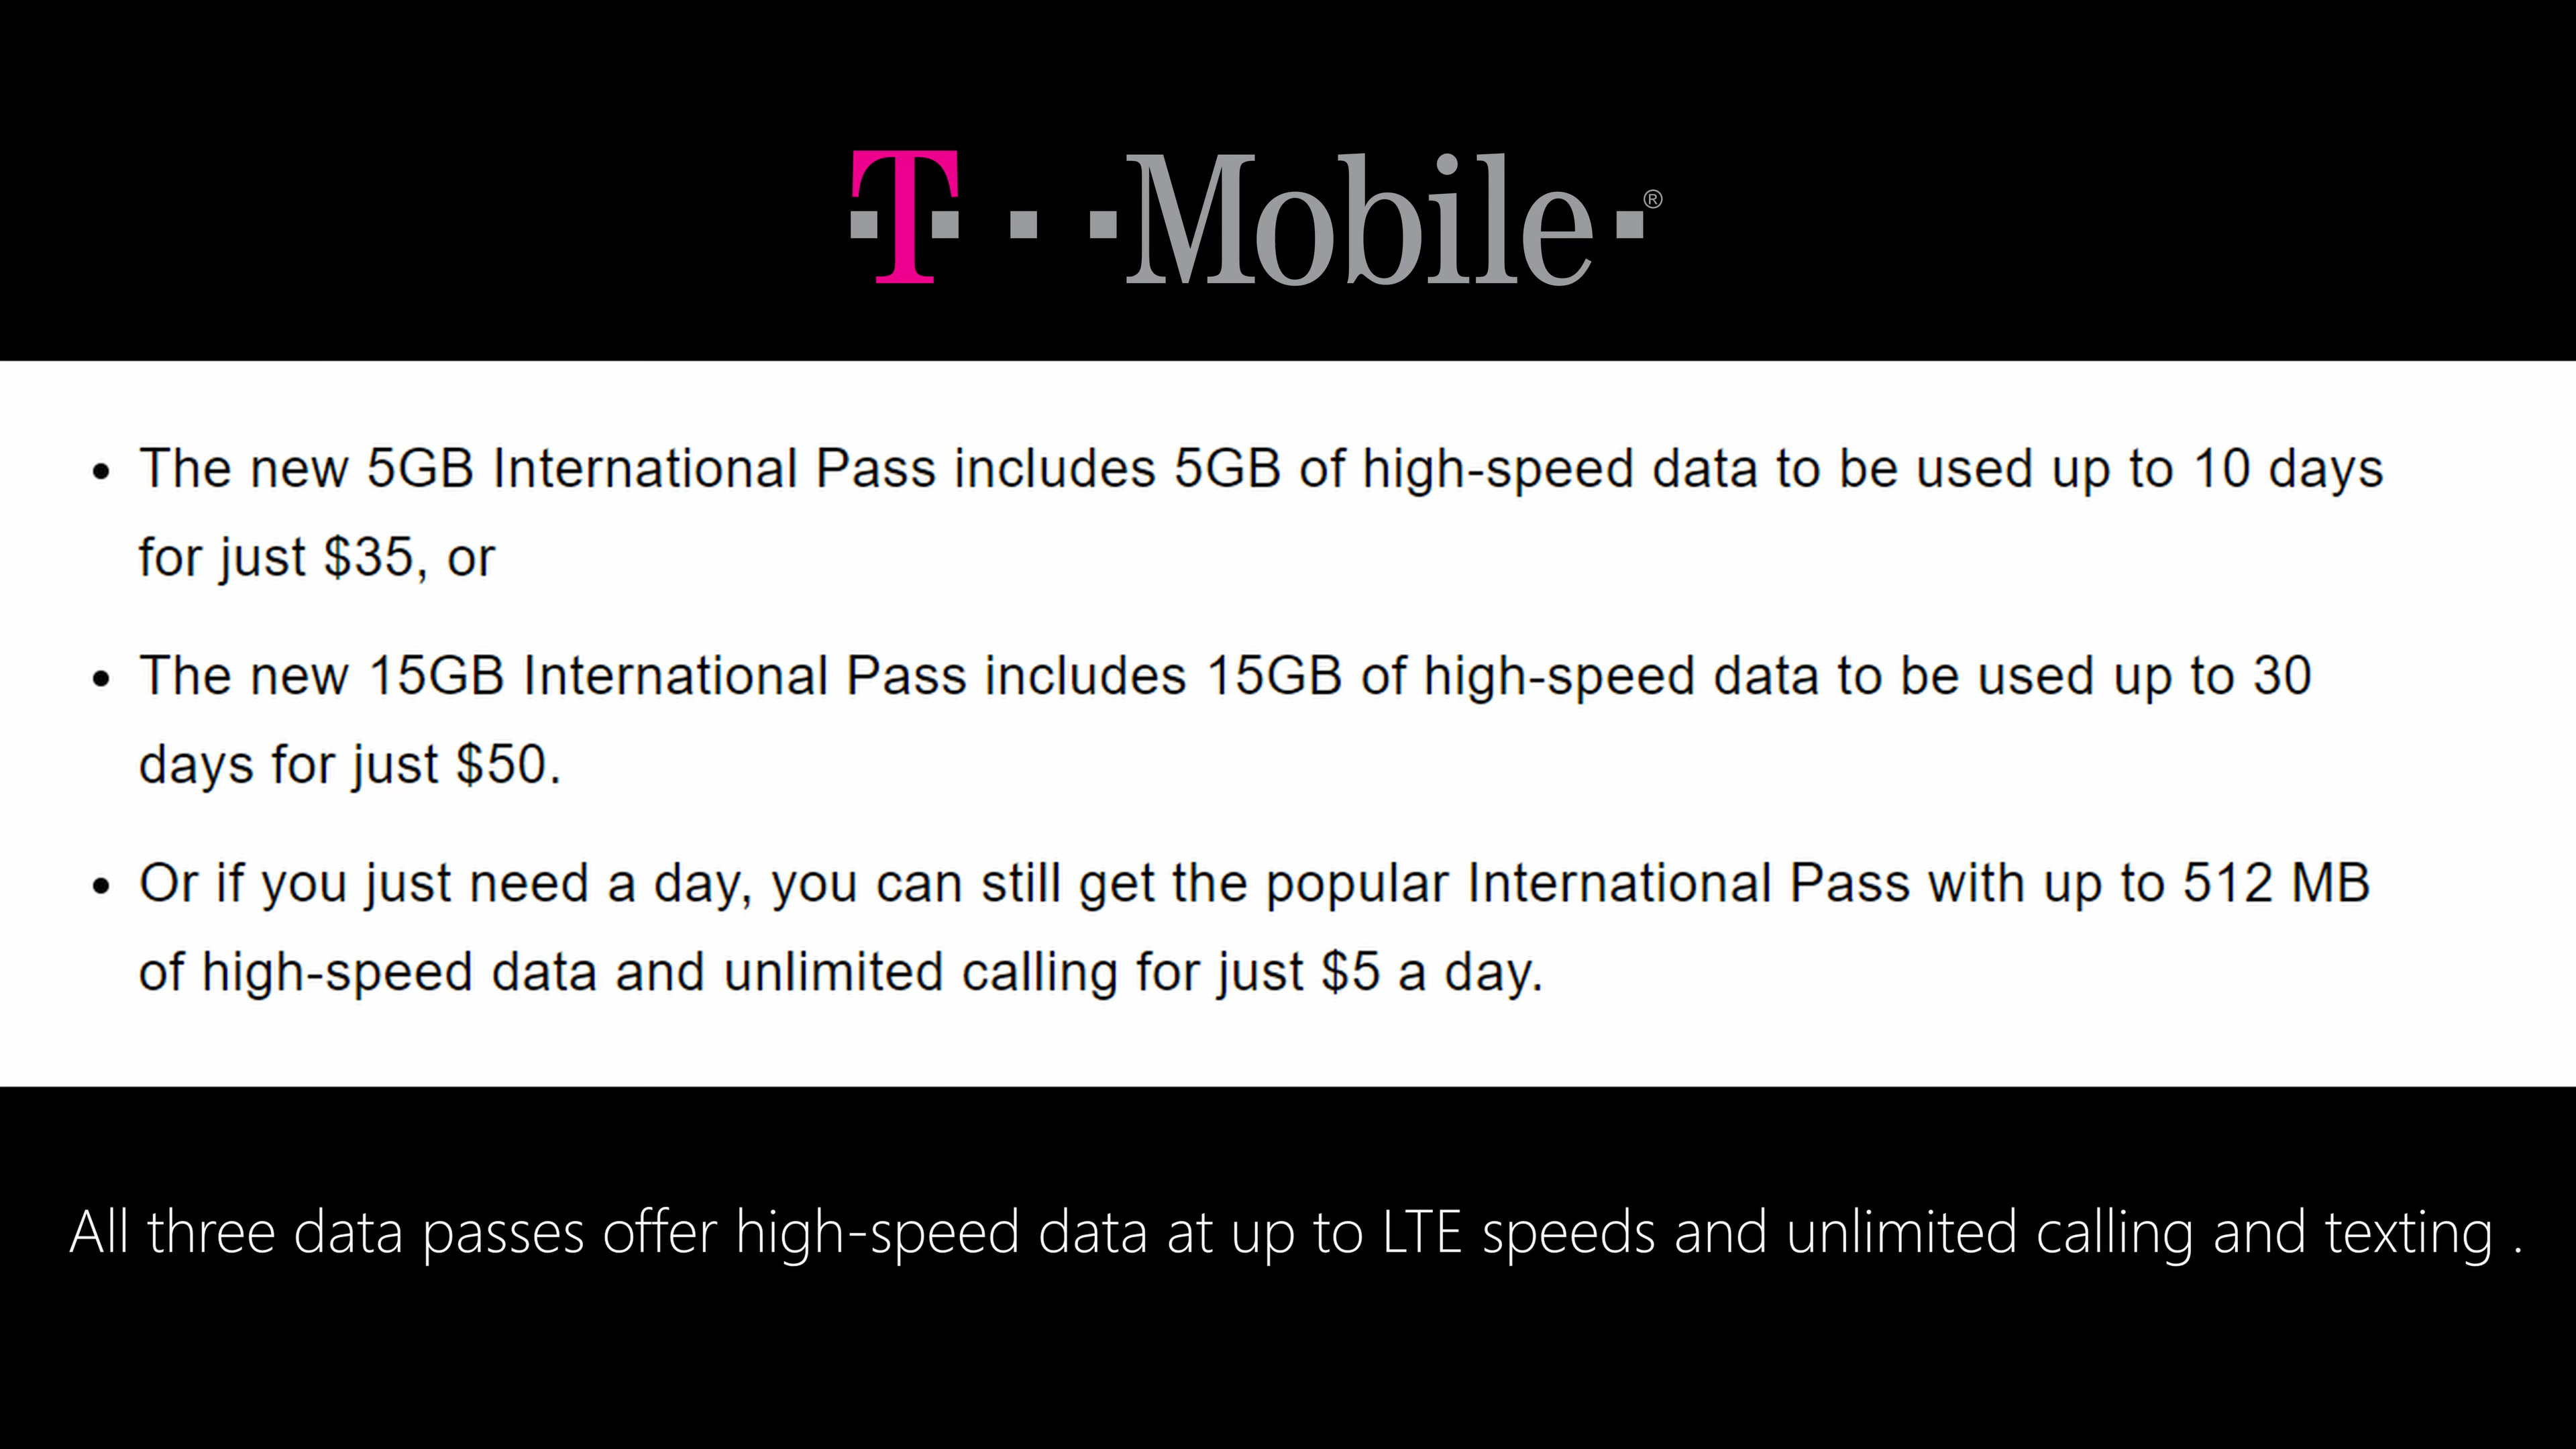 T Mobile ®
• The new 5GB International Pass includes 5GB of high-speed data to be used up to 10 days
for just $35, or
• The new 15GB International Pass includes 15GB of high-speed data to be used up to 30
days for just $50.
• Or if you just need a day, you can still get the popular International Pass with up to 512 MB
of high-speed data and unlimited calling for just $5 a day.
All three data passes offer high-speed data at up to LTE speeds and unlimited calling and texting .